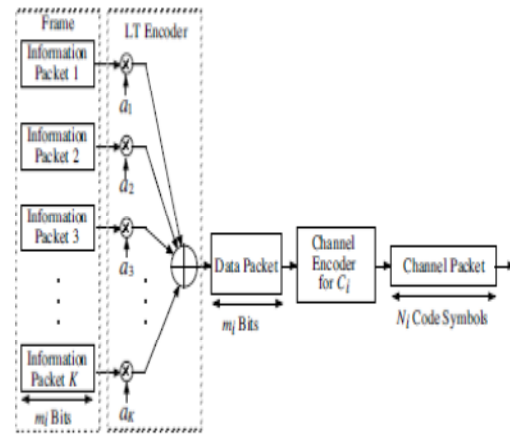 Frame
LT Encoder
Information
Packet 1
a1
Information
Packet 2
a2
Information
Packet 3
a3
Data Packet
mi Bits
Channel
Encoder
for Ci
Channel Packet
Ni Code Symbols
Information
Packet K
mi Bits
aK